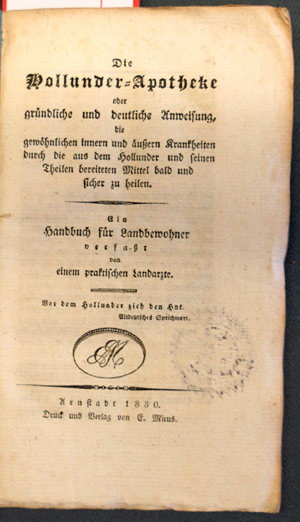 Die
Hollunder-Apotheke
oder
gründliche und deutliche Anweisung,
die
gewöhnlichen innern und äußern Krankheiten
durch die aus dem Hollunder und seinen
Theilen bereiteten Mittel bald und
sicher zu heilen.
Ein
Handbuch für Landbewohner
verfaßt
von
einem praktischen Landarzte.
Vor dem Hollunder zieh den Hut.
Altdeutsches Sprichwort.
Arnstadt 1830.
Druck und Verlag von E. Mirus.